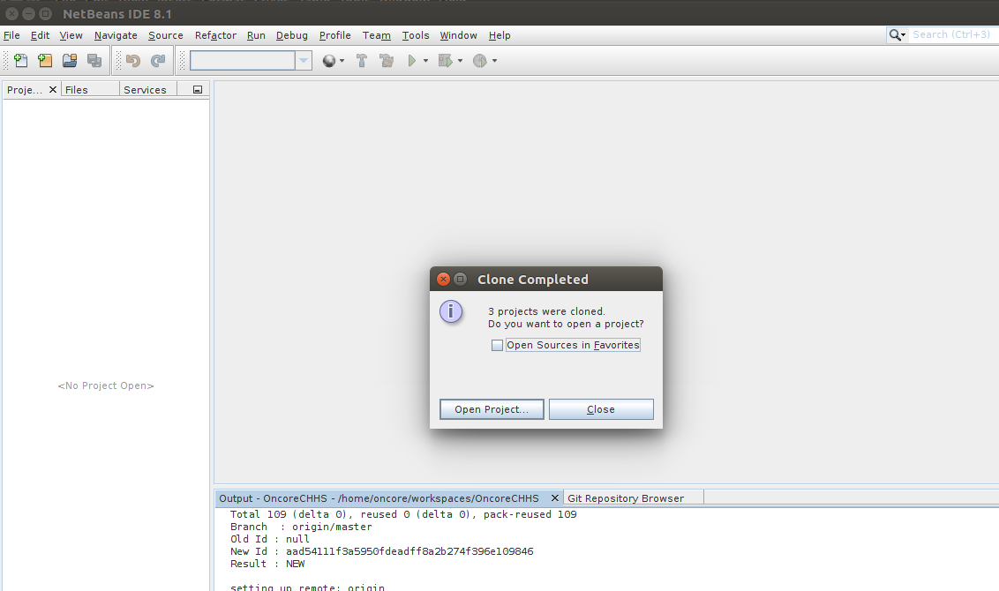 NetBeans IDE 8.1
File Edit View Navigate Source Refactor Run Debug Profile Team Tools Window Help
Search (Ctrl+3)
Proje... Files Services
<No Project Open>
Clone Completed
i
3 projects were cloned.
Do you want to open a project?
Open Sources in Favorites
Open Project... Close
Output - OncoreCHHS - /home/oncore/workspaces/OncoreCHHS Git Repository Browser
Total 109 (delta 0), reused 0 (delta 0), pack-reused 109
Branch : origin/master
Old Id : null
New Id : aad54111f3a5950fdeadff8a2b274f396e109846
Result : NEW
setting up remote: origin